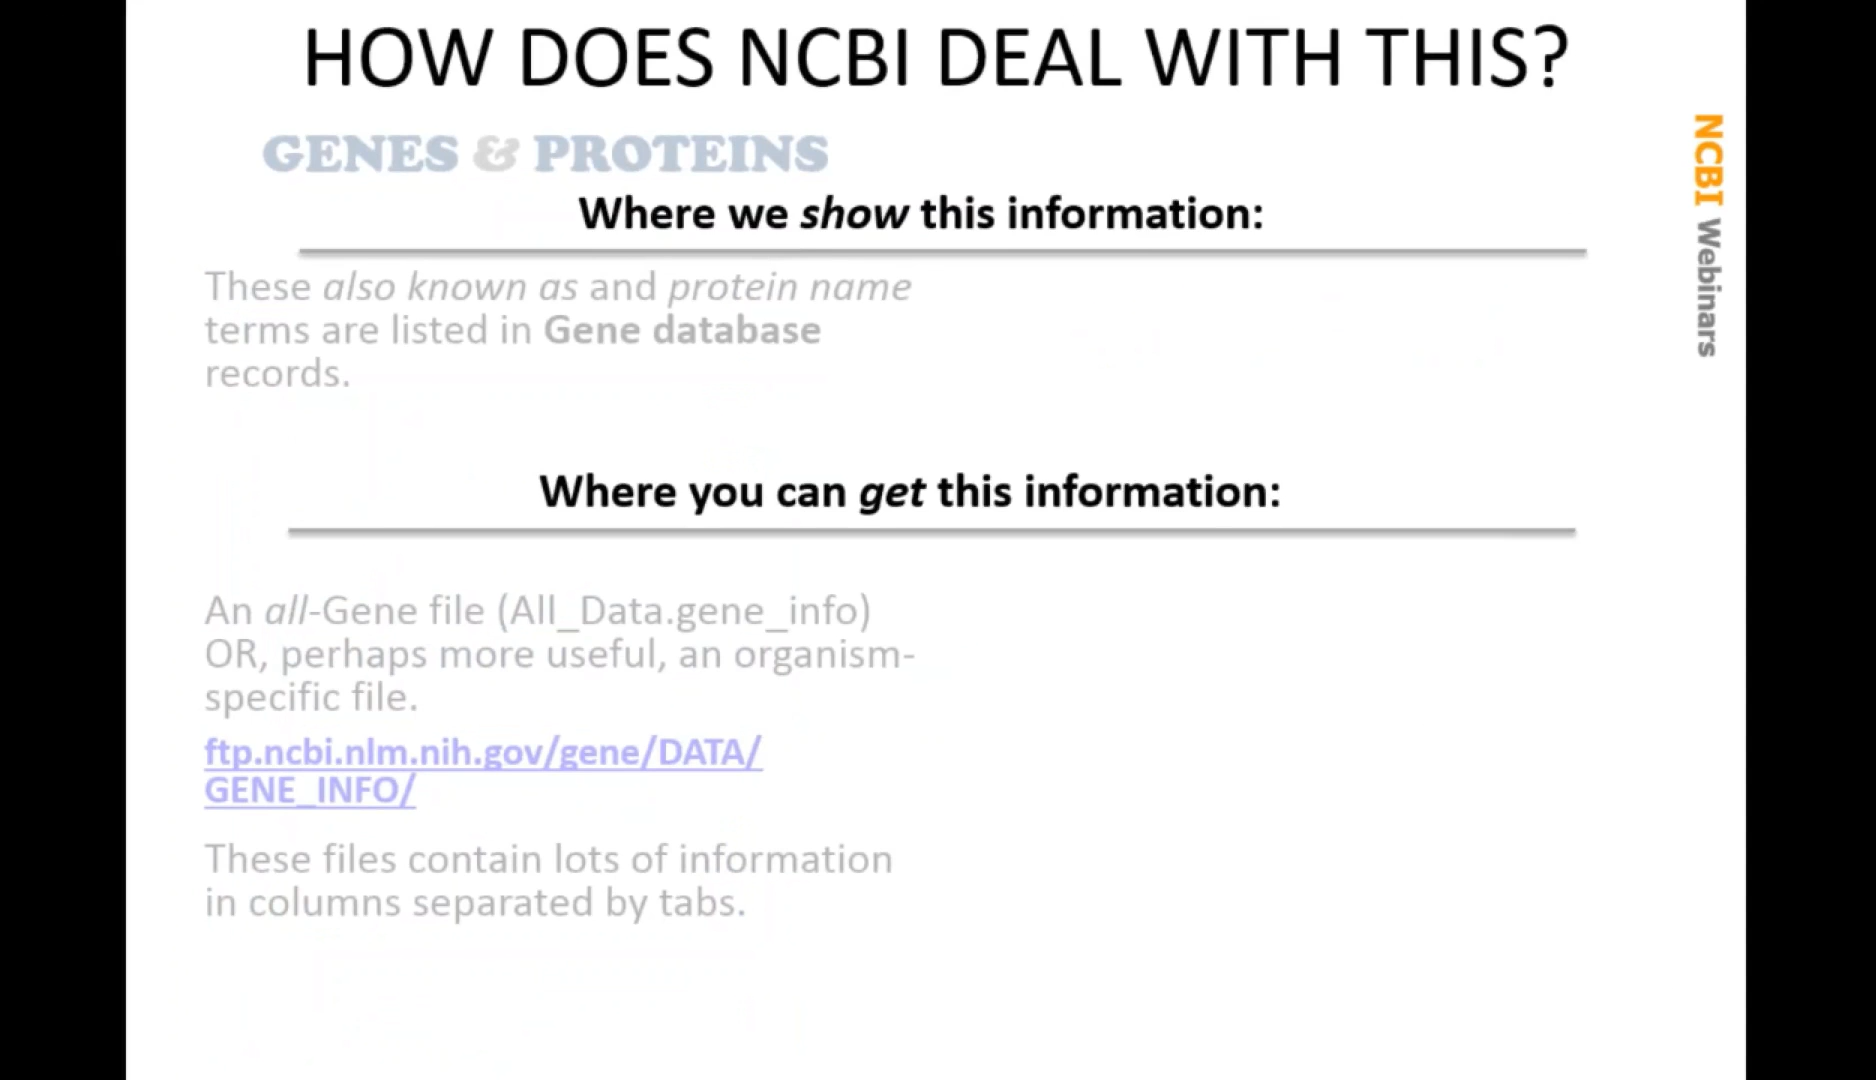 HOW DOES NCBI DEAL WITH THIS?
GENES & PROTEINS
Where we show this information:
These also known as and protein name
terms are listed in Gene database
records.
Where you can get this information:
An all-Gene file (All_Data.gene_info)
OR, perhaps more useful, an organism-
specific file.
ftp.ncbi.nlm.nih.gov/gene/DATA/
GENE_INFO/
These files contain lots of information
in columns separated by tabs.
NCBI Webinars